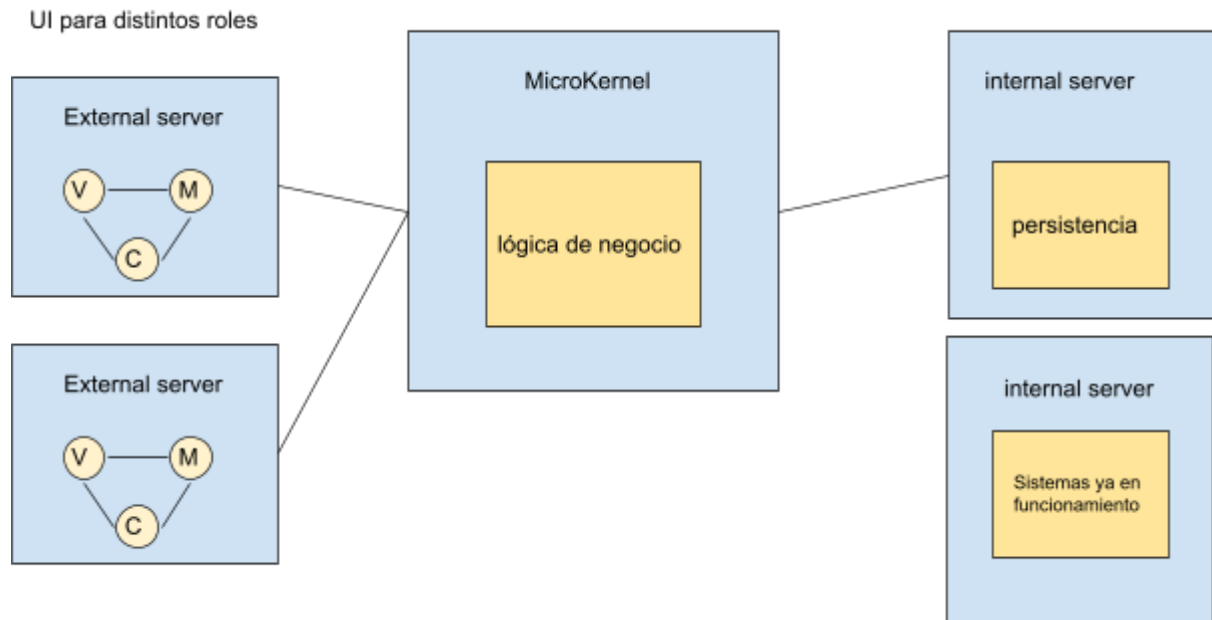 UI para distintos roles
External server
V
M
C
External server
V
M
C
MicroKernel
lógica de negocio
internal server
persistencia
internal server
Sistemas ya en
funcionamiento